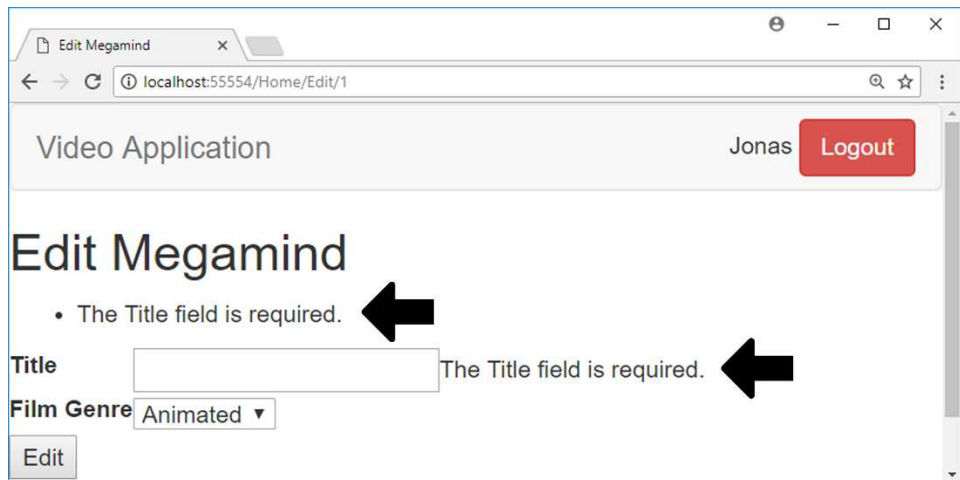 Edit Megamind
localhost:55554/Home/Edit/1
Video Application
Jonas Logout
Edit Megamind
• The Title field is required.
Title The Title field is required.
Film Genre Animated
Edit